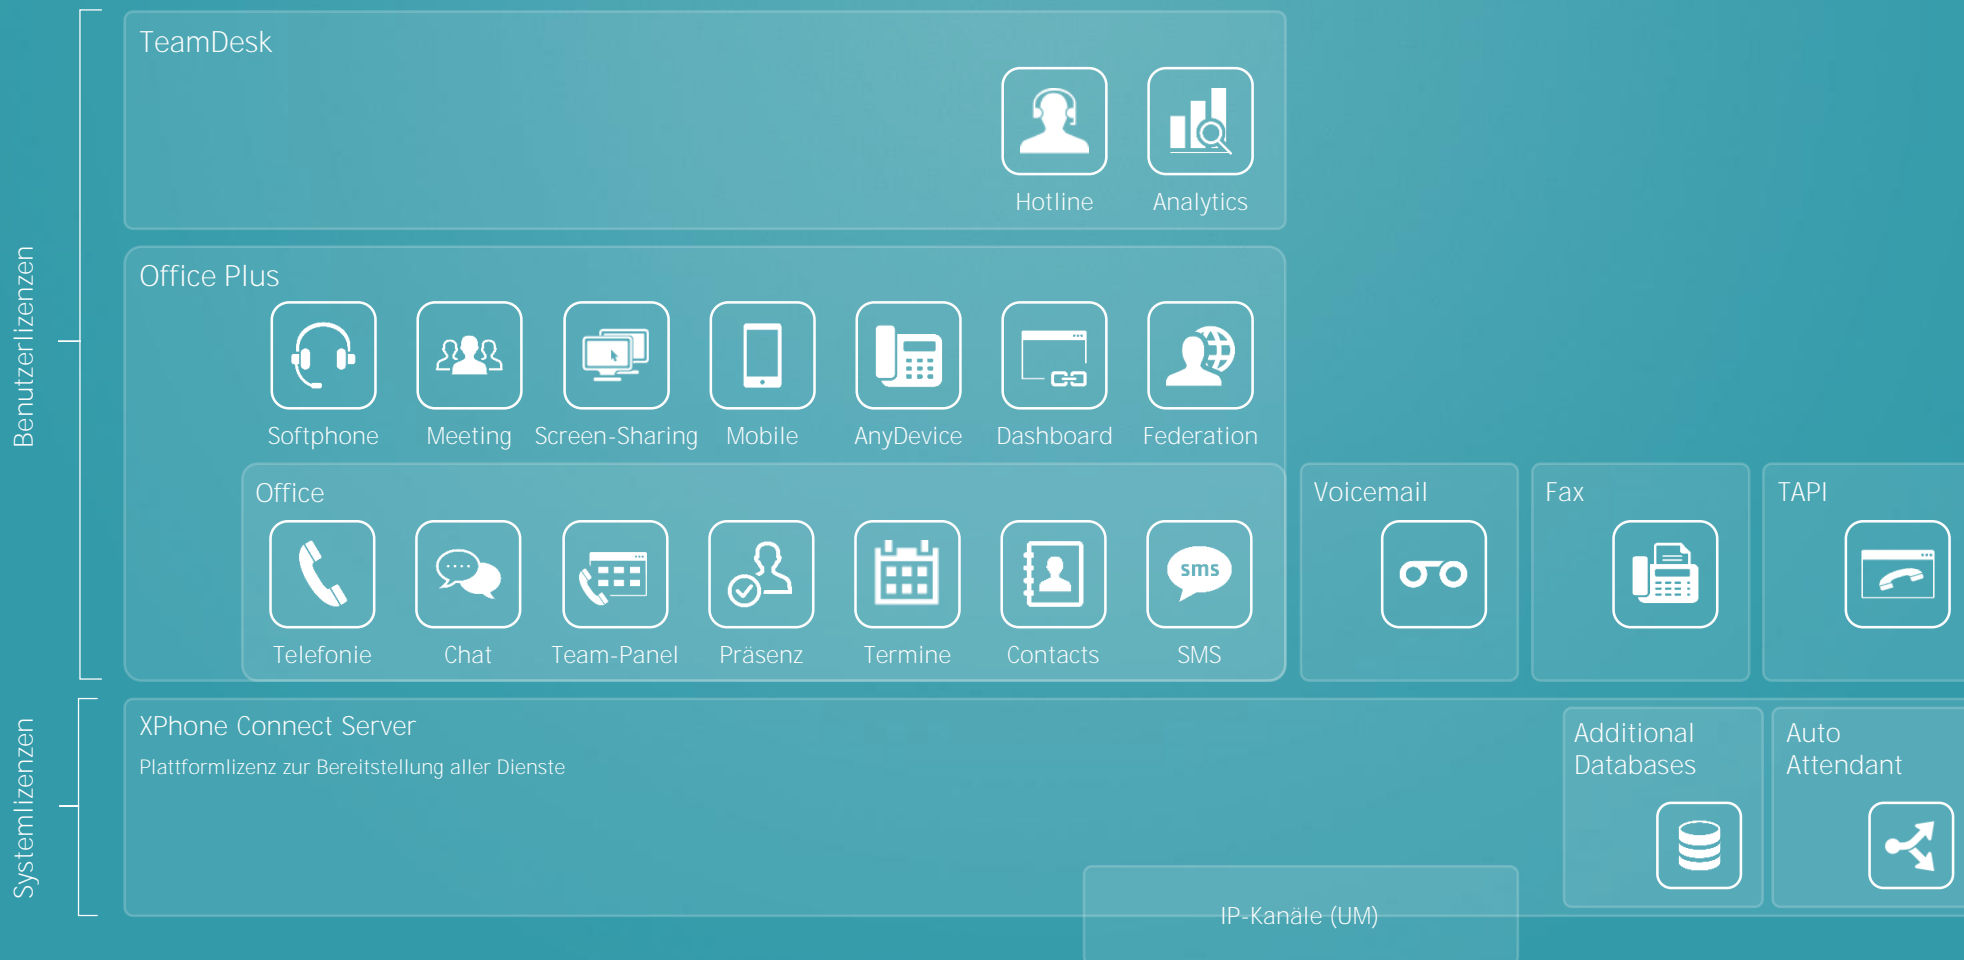 Benutzerlizenzen
TeamDesk
Hotline
Analytics
Office Plus
Softphone
Meeting
Screen-Sharing
Mobile
AnyDevice
Dashboard
Federation
Office
Telefonie
Chat
Team-Panel
Präsenz
Termine
Contacts
sms
SMS
Voicemail
Fax
TAPI
Systemlizenzen
XPhone Connect Server
Plattformlizenz zur Bereitstellung aller Dienste
Additional
Databases
Auto
Attendant
IP-Kanäle (UM)